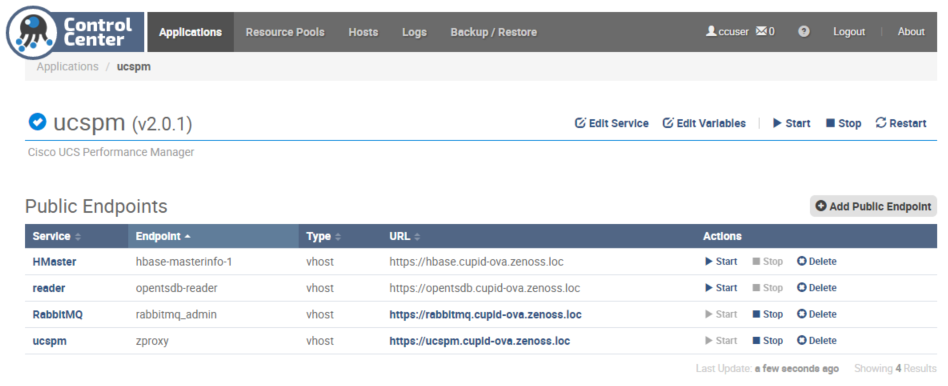 Control Center
Applications Resource Pools Hosts Logs Backup / Restore ccuser 0 Logout About
Applications / ucspm
ucspm (v2.0.1) Edit Service Edit Variables Start Stop Restart
Cisco UCS Performance Manager
Public Endpoints Add Public Endpoint
Service Endpoint Type URL Actions
HMaster hbase-masterinfo-1 vhost https://hbase.cupid-ova.zenoss.loc Start Stop Delete
reader opentsdb-reader vhost https://opentsdb.cupid-ova.zenoss.loc Start Stop Delete
RabbitMQ rabbitmq_admin vhost https://rabbitmq.cupid-ova.zenoss.loc Start Stop Delete
ucspm zproxy vhost https://ucspm.cupid-ova.zenoss.loc Start Stop Delete
Last Update: a few seconds ago Showing 4 Results